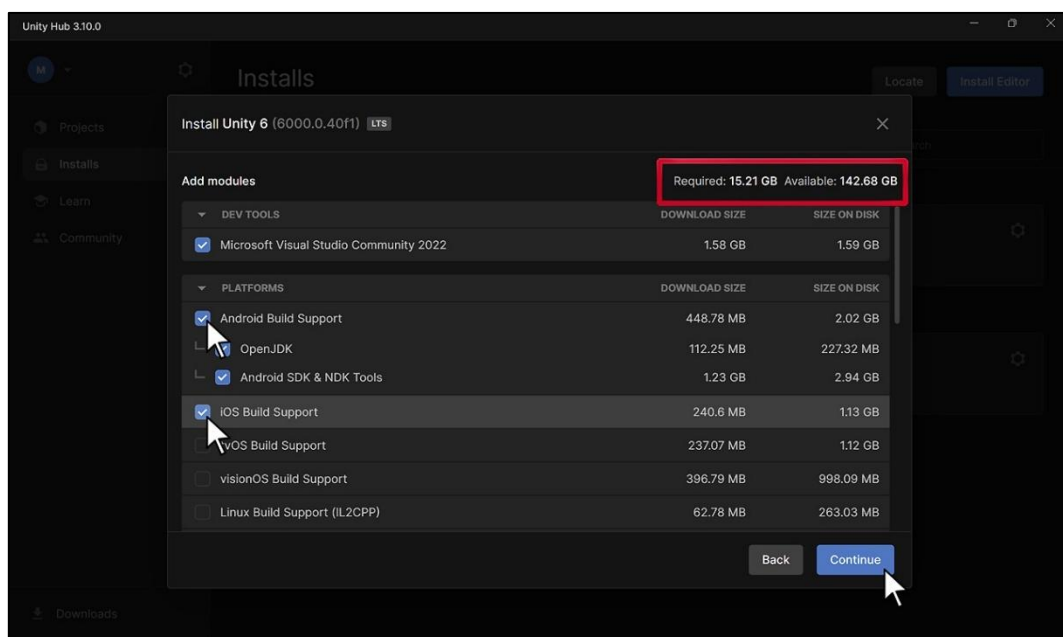 Unity Hub 3.10.0
M
Installs
Locate Install Editor
Projects
Installs
Learn
Community
Install Unity 6 (6000.0.40f1) LTS
Add modules Required: 15.21 GB Available: 142.68 GB
DEV TOOLS DOWNLOAD SIZE SIZE ON DISK
Microsoft Visual Studio Community 2022 1.58 GB 1.59 GB
PLATFORMS DOWNLOAD SIZE SIZE ON DISK
Android Build Support 448.78 MB 2.02 GB
OpenJDK 112.25 MB 227.32 MB
Android SDK & NDK Tools 1.23 GB 2.94 GB
iOS Build Support 240.6 MB 1.13 GB
Build Support 237.07 MB 1.12 GB
visionOS Build Support 396.79 MB 998.09 MB
Linux Build Support (IL2CPP) 62.78 MB 263.03 MB
Back Continue
Downloads